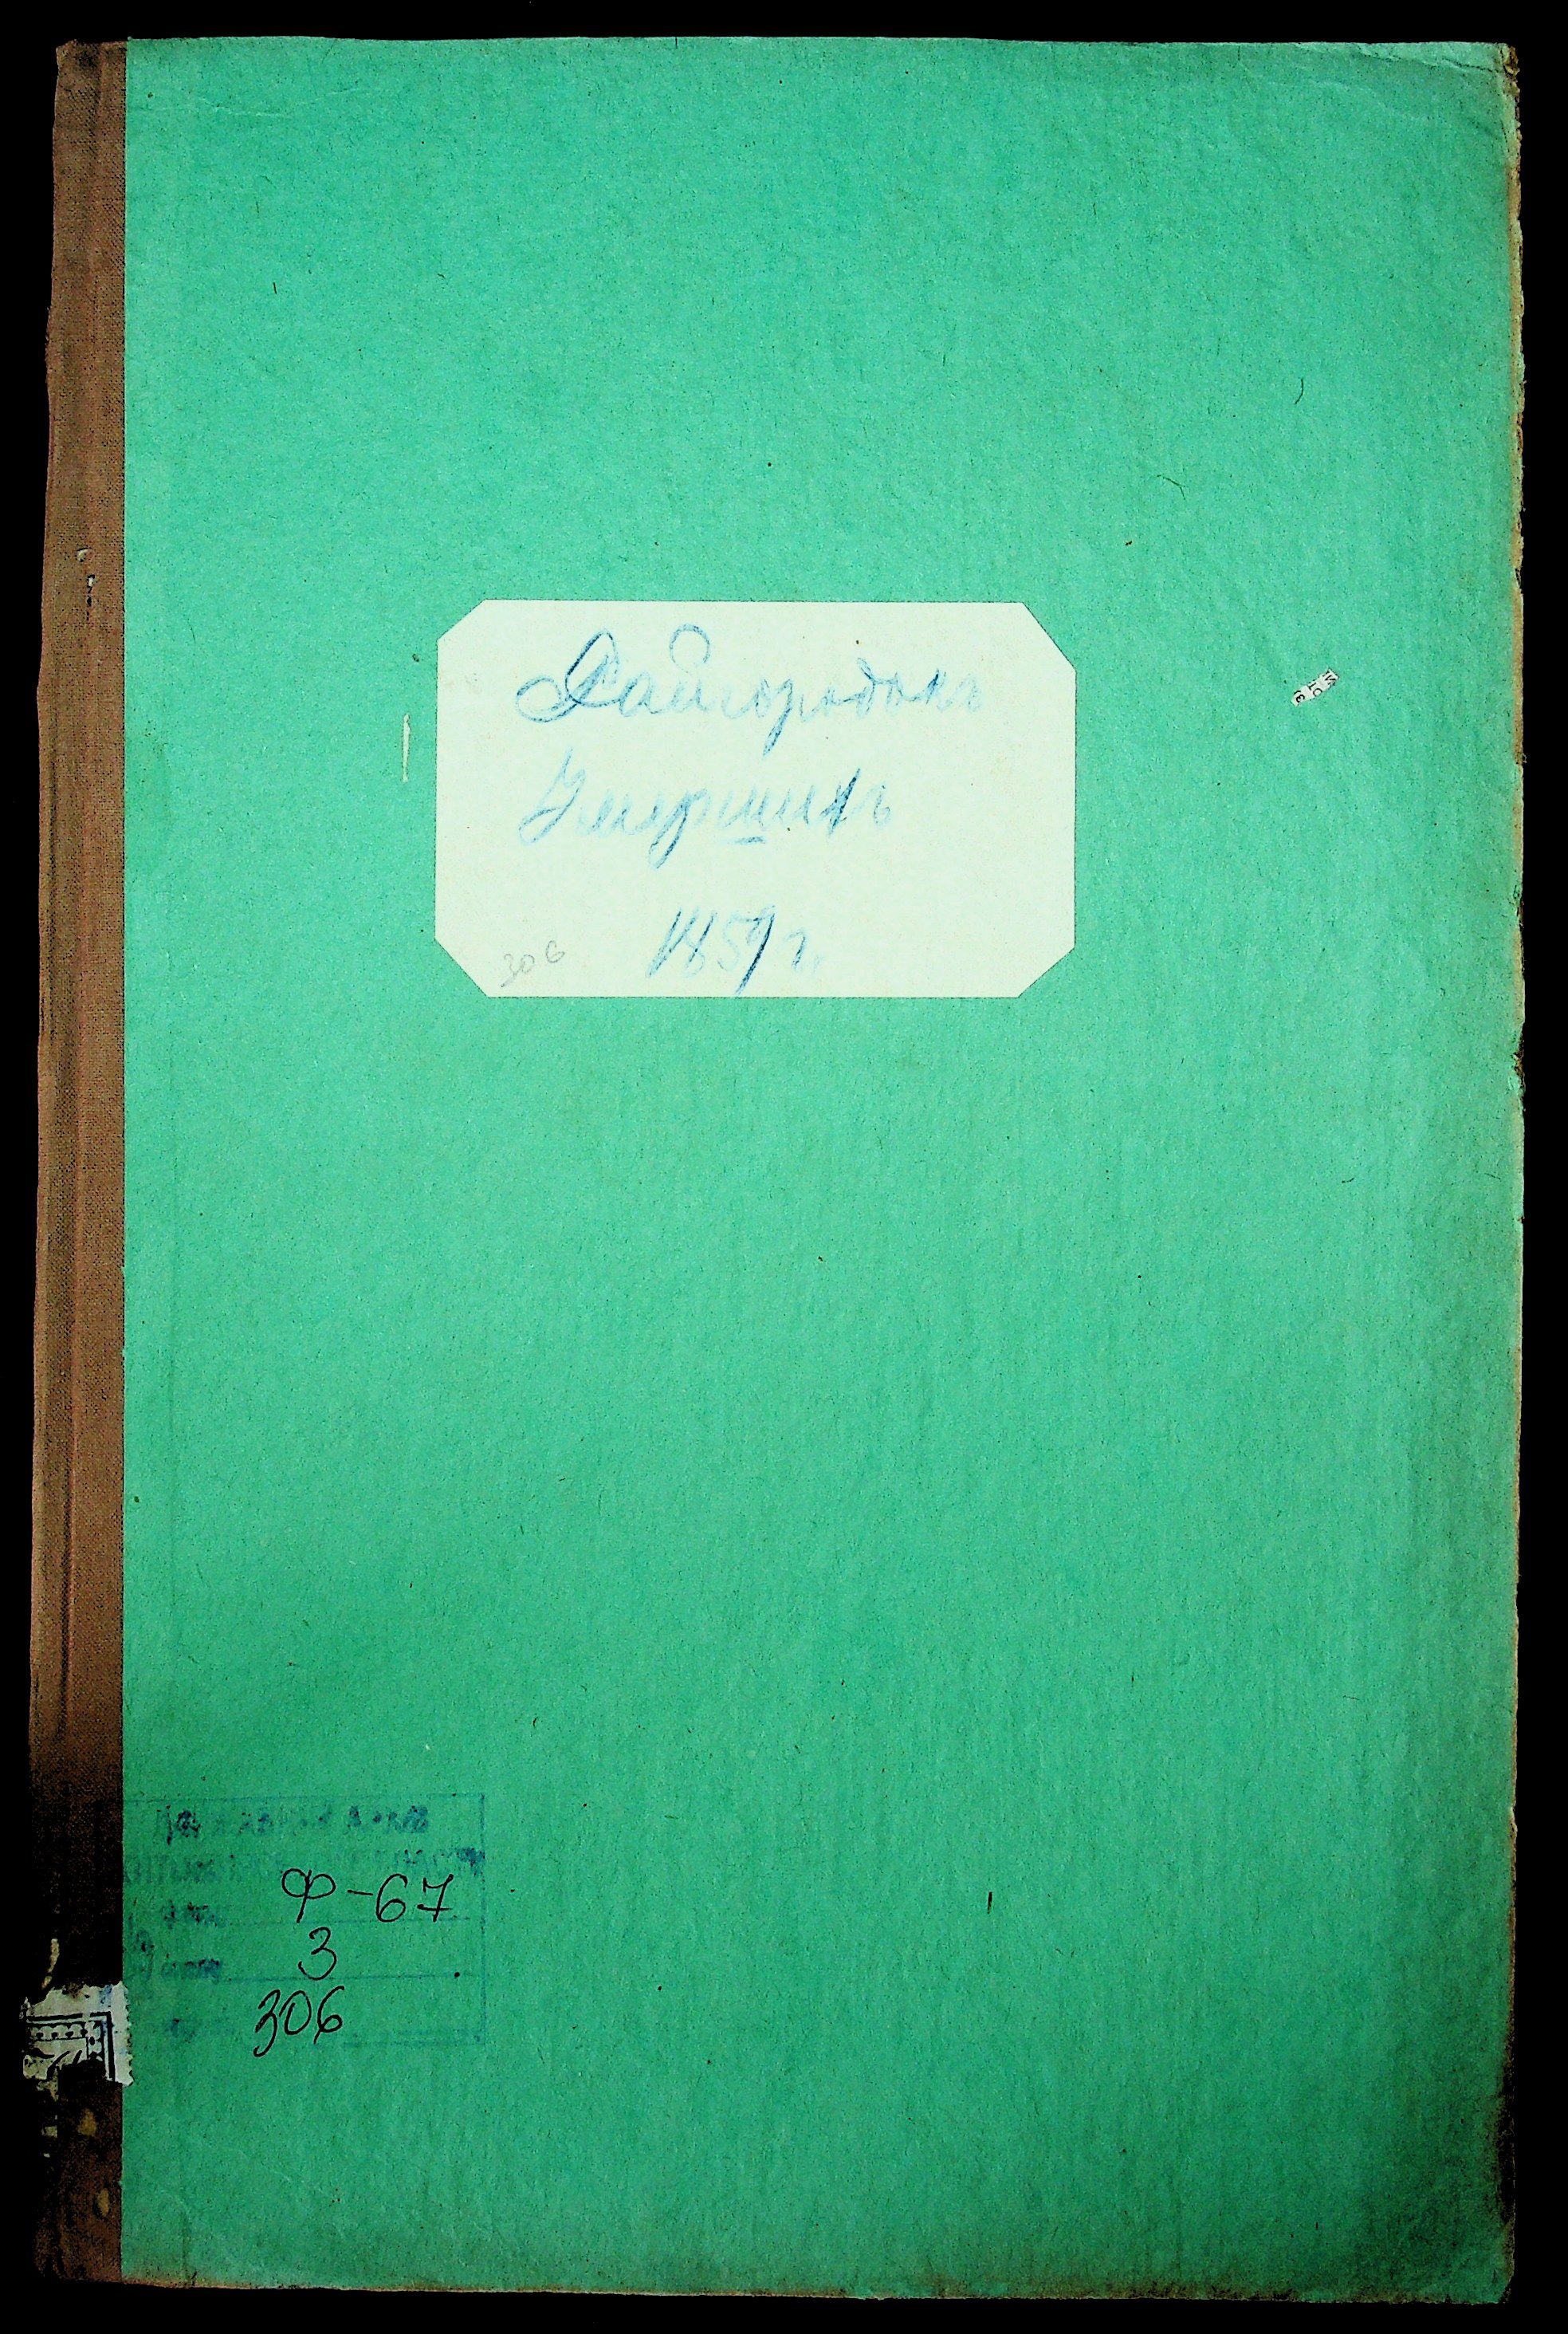 Райгородокъ
Умершихъ
1859 г.
306
Ф-67
3
306